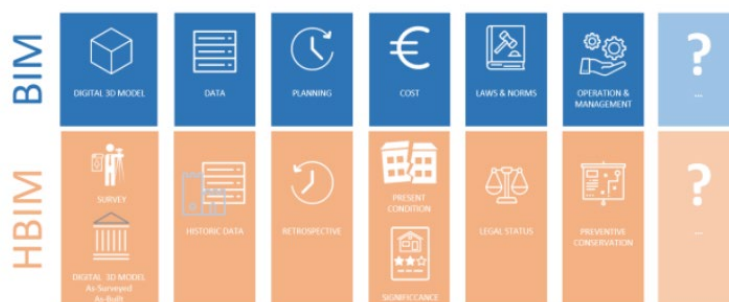 BIM
DIGITAL 3D MODEL
DATA
PLANNING
€
COST
LAWS & NORMS
OPERATION &
MANAGEMENT
?
...
HBIM
SURVEY
DIGITAL 3D MODEL
As-Surveyed
As-Built
HISTORIC DATA
RETROSPECTIVE
PRESENT
CONDITION
SIGNIFICCANCE
LEGAL STATUS
PREVENTIVE
CONSERVATION
?
...